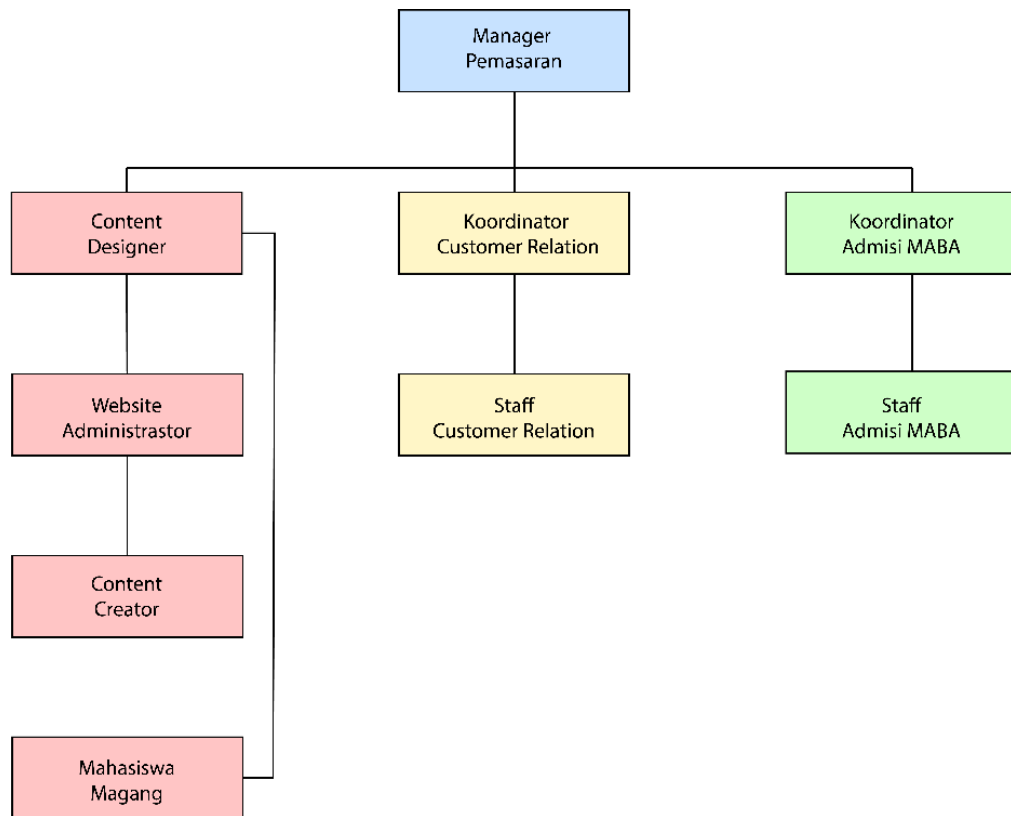 Manager
Pemasaran
Content
Designer
Koordinator
Customer Relation
Koordinator
Admisi MABA
Website
Administrastor
Staff
Customer Relation
Staff
Admisi MABA
Content
Creator
Mahasiswa
Magang